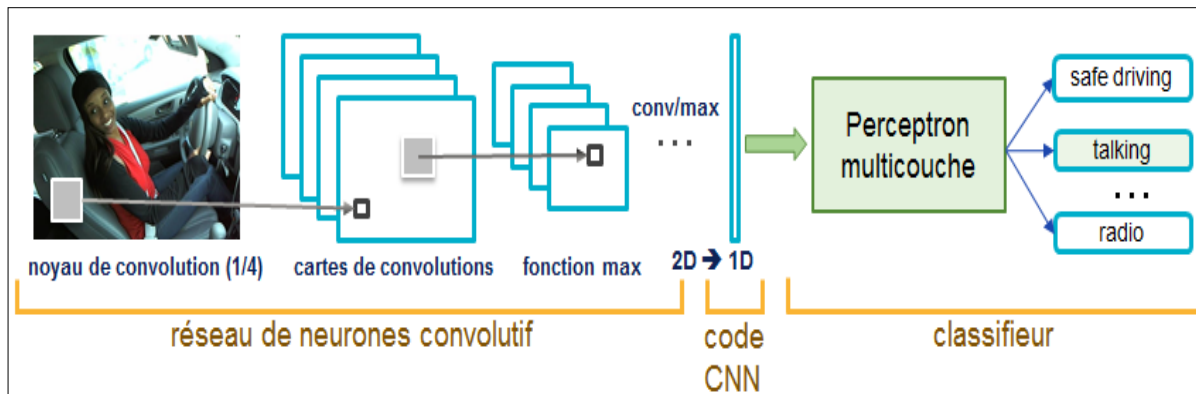 noyau de convolution (1/4)
cartes de convolutions
fonction max
conv/max
...
2D ➔ 1D
Perceptron
multicouche
safe driving
talking
...
radio
réseau de neurones convolutif
code
CNN
classifieur